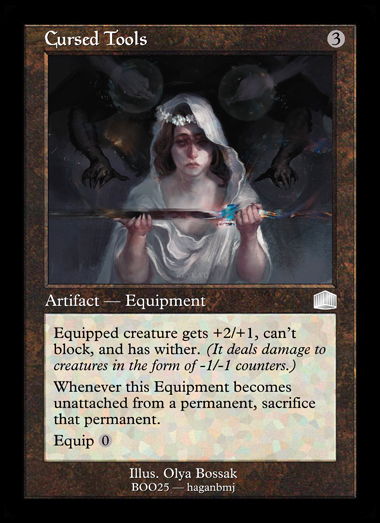 Cursed Tools 3
Artifact — Equipment
Equipped creature gets +2/+1, can't
block, and has wither. (It deals damage to
creatures in the form of -1/-1 counters.)
Whenever this Equipment becomes
unattached from a permanent, sacrifice
that permanent.
Equip 0
Illus. Olya Bossak
BOO25 — haganbmj